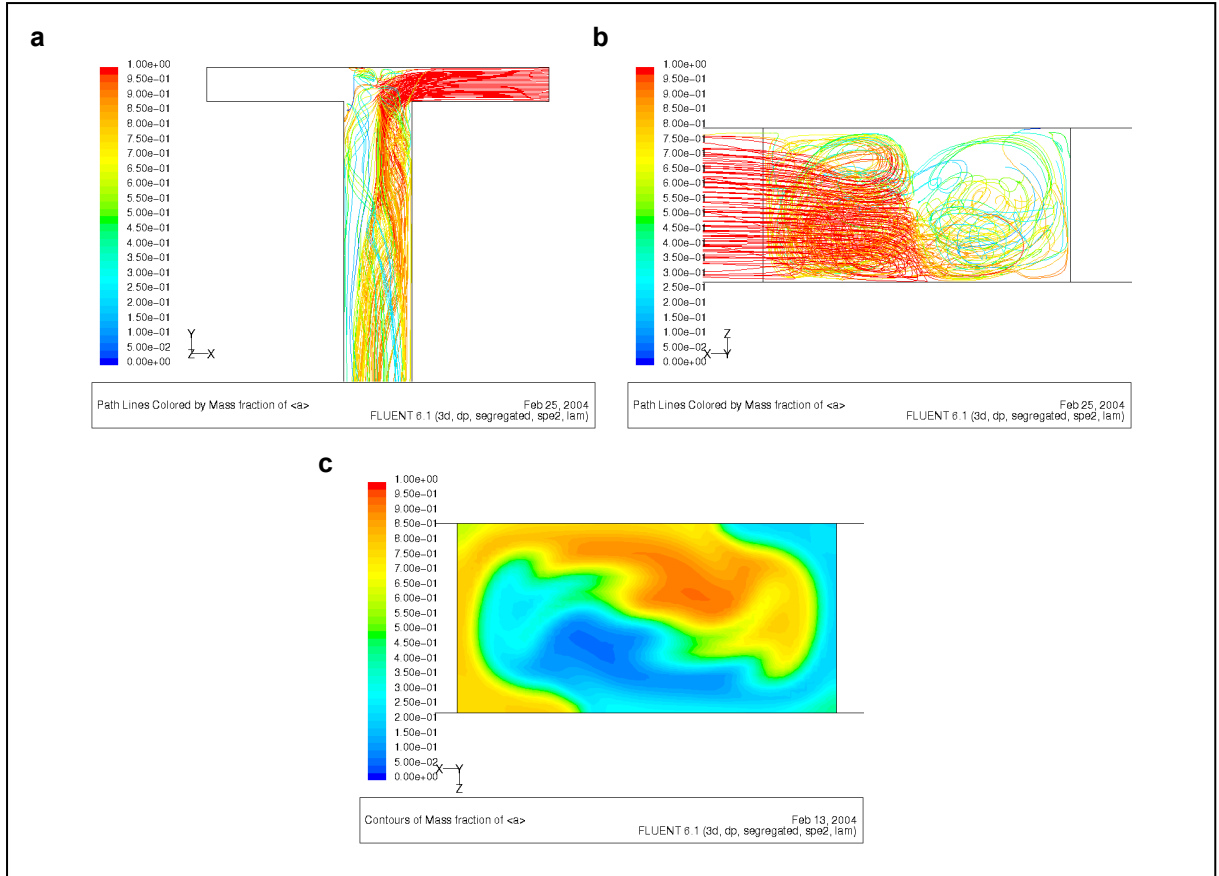 a
1.00e+00
9.50e-01
9.00e-01
8.50e-01
8.00e-01
7.50e-01
7.00e-01
6.50e-01
6.00e-01
5.50e-01
5.00e-01
4.50e-01
4.00e-01
3.50e-01
3.00e-01
2.50e-01
2.00e-01
1.50e-01
1.00e-01
5.00e-02
0.00e+00
Y
Z X
Path Lines Colored by Mass fraction of <a>
Feb 25, 2004
FLUENT 6.1 (3d, dp, segregated, spe2, lam)
b
1.00e+00
9.50e-01
9.00e-01
8.50e-01
8.00e-01
7.50e-01
7.00e-01
6.50e-01
6.00e-01
5.50e-01
5.00e-01
4.50e-01
4.00e-01
3.50e-01
3.00e-01
2.50e-01
2.00e-01
1.50e-01
1.00e-01
5.00e-02
0.00e+00
Z
X Y
Path Lines Colored by Mass fraction of <a>
Feb 25, 2004
FLUENT 6.1 (3d, dp, segregated, spe2, lam)
c
1.00e+00
9.50e-01
9.00e-01
8.50e-01
8.00e-01
7.50e-01
7.00e-01
6.50e-01
6.00e-01
5.50e-01
5.00e-01
4.50e-01
4.00e-01
3.50e-01
3.00e-01
2.50e-01
2.00e-01
1.50e-01
1.00e-01
5.00e-02
0.00e+00
X Y
Z
Contours of Mass fraction of <a>
Feb 13, 2004
FLUENT 6.1 (3d, dp, segregated, spe2, lam)